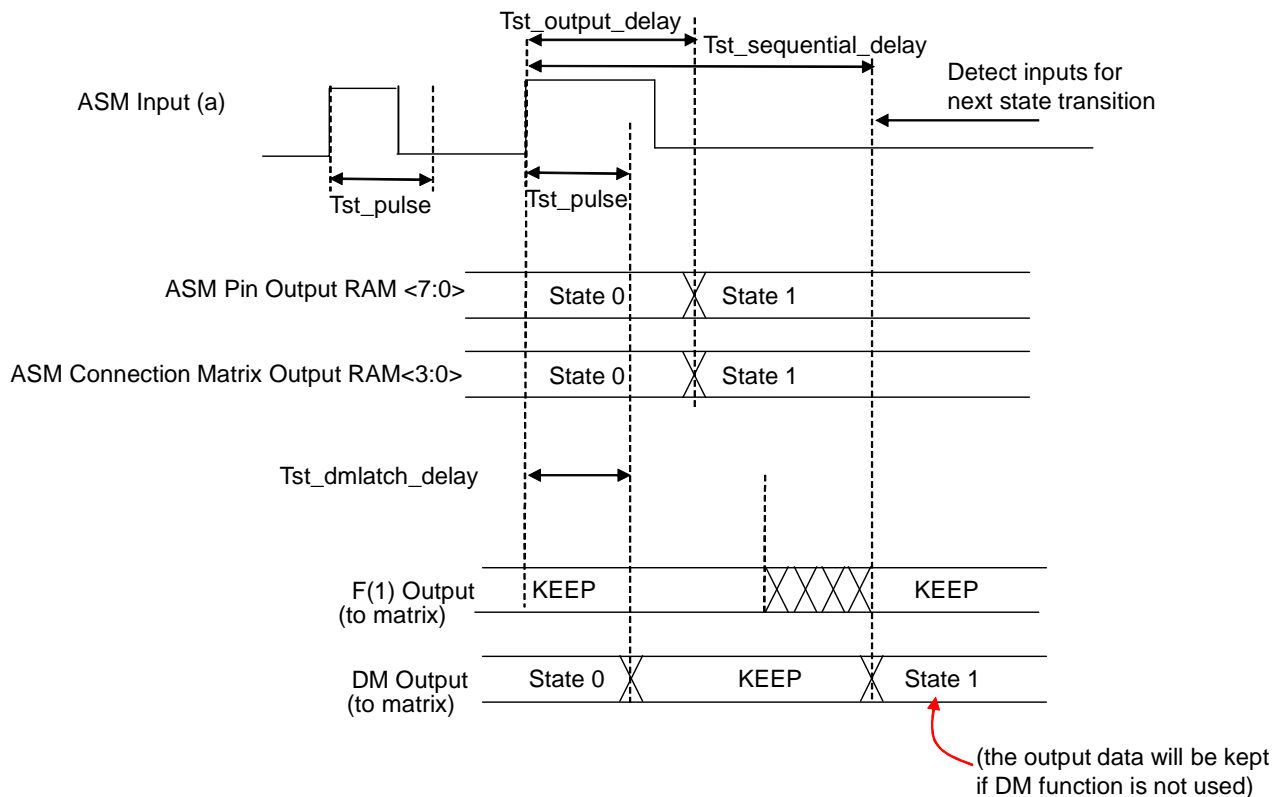 Tst_output_delay
Tst_sequential_delay
Detect inputs for
next state transition
ASM Input (a)
Tst_pulse
Tst_pulse
ASM Pin Output RAM <7:0>
State 0
State 1
ASM Connection Matrix Output RAM<3:0>
State 0
State 1
Tst_dmlatch_delay
F(1) Output
(to matrix)
KEEP
KEEP
DM Output
(to matrix)
State 0
KEEP
State 1
(the output data will be kept
if DM function is not used)